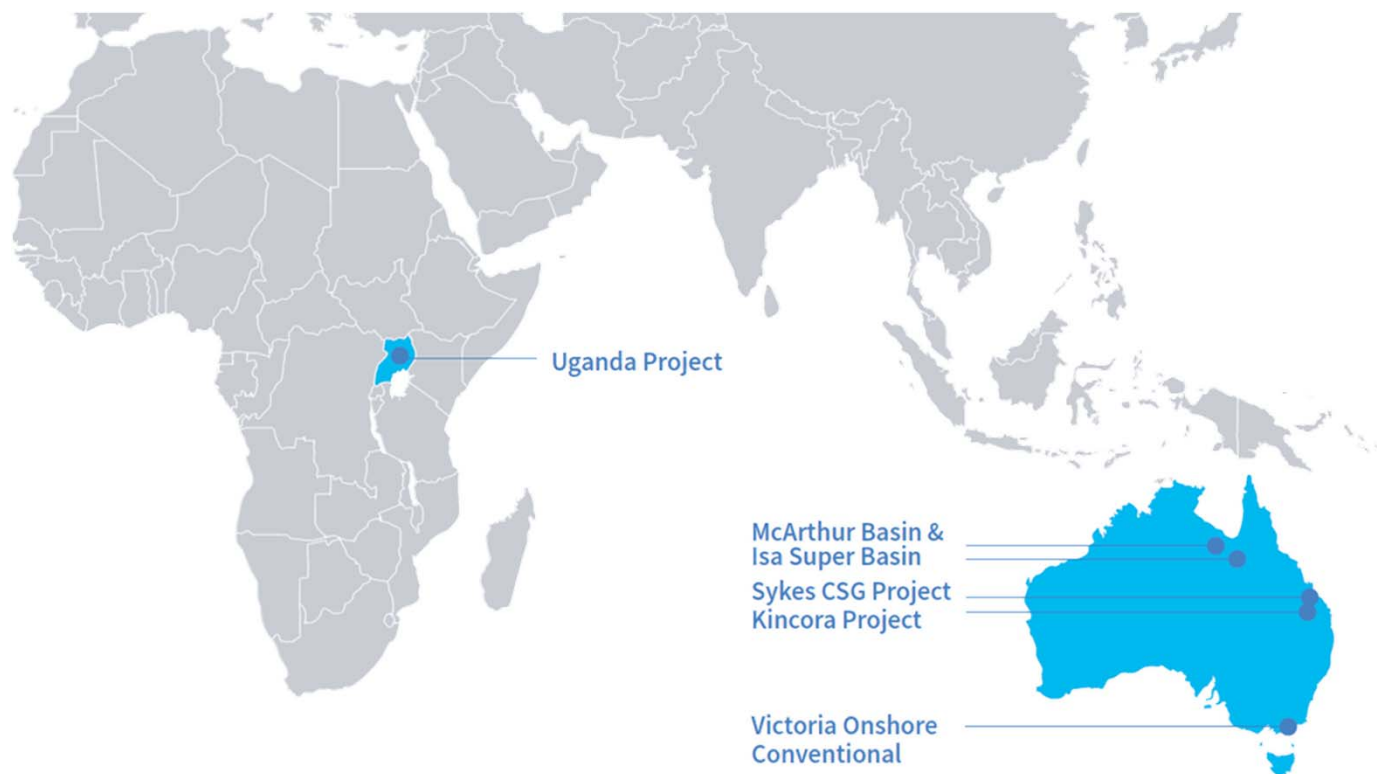 Uganda Project
McArthur Basin &
Isa Super Basin
Sykes CSG Project
Kincora Project
Victoria Onshore
Conventional